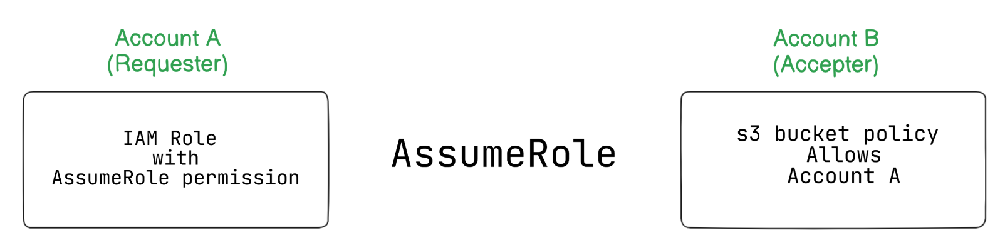 Account A
(Requester)
IAM Role
with
AssumeRole permission
AssumeRole
Account B
(Accepter)
s3 bucket policy
Allows
Account A